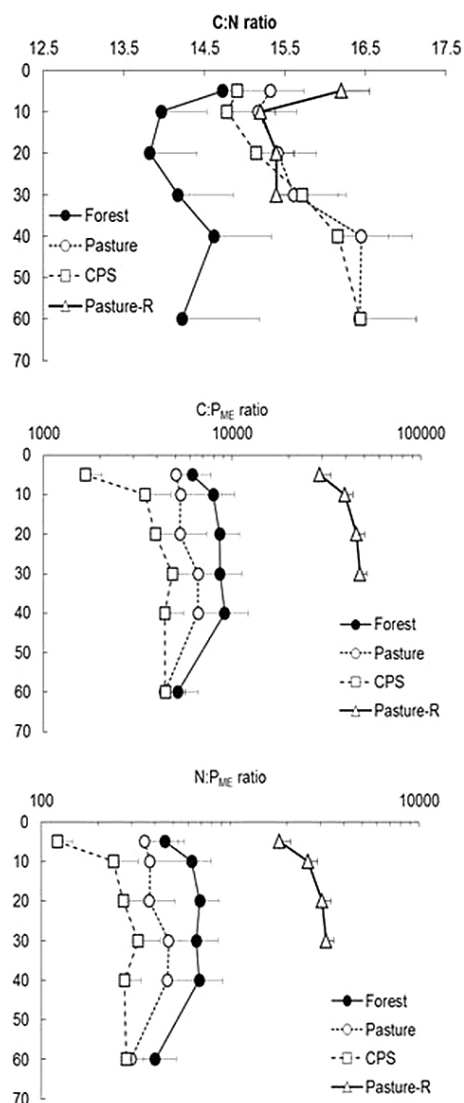 C:N ratio
12.5 13.5 14.5 15.5 16.5 17.5
0
10
20
30
40
50
60
70
Forest
Pasture
CPS
Pasture-R
C:PME ratio
1000 10000 100000
0
10
20
30
40
50
60
70
Forest
Pasture
CPS
Pasture-R
N:PME ratio
100 10000
0
10
20
30
40
50
60
70
Forest
Pasture
CPS
Pasture-R